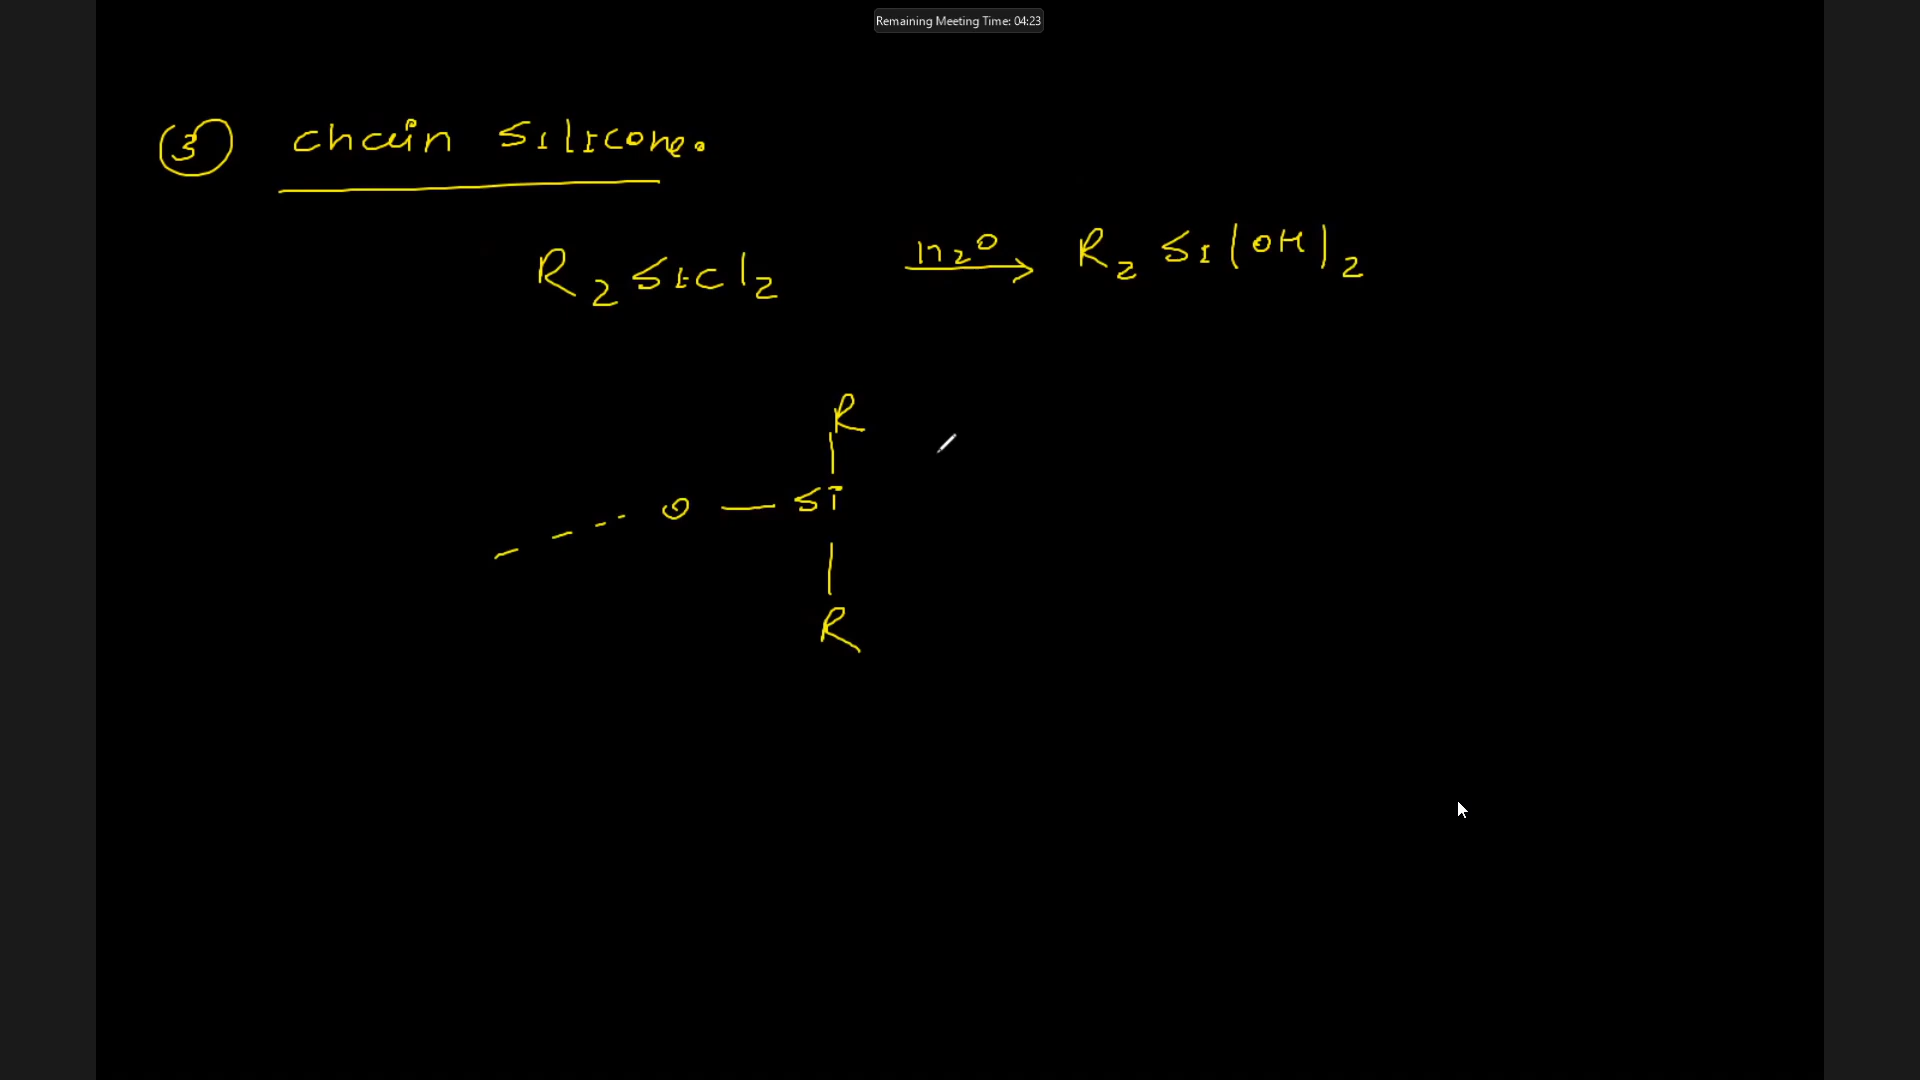 Remaining Meeting Time: 04:23
③ chain silicone.
R₂SiCl₂ H₂O → R₂Si(OH)₂
R
O — Si
R